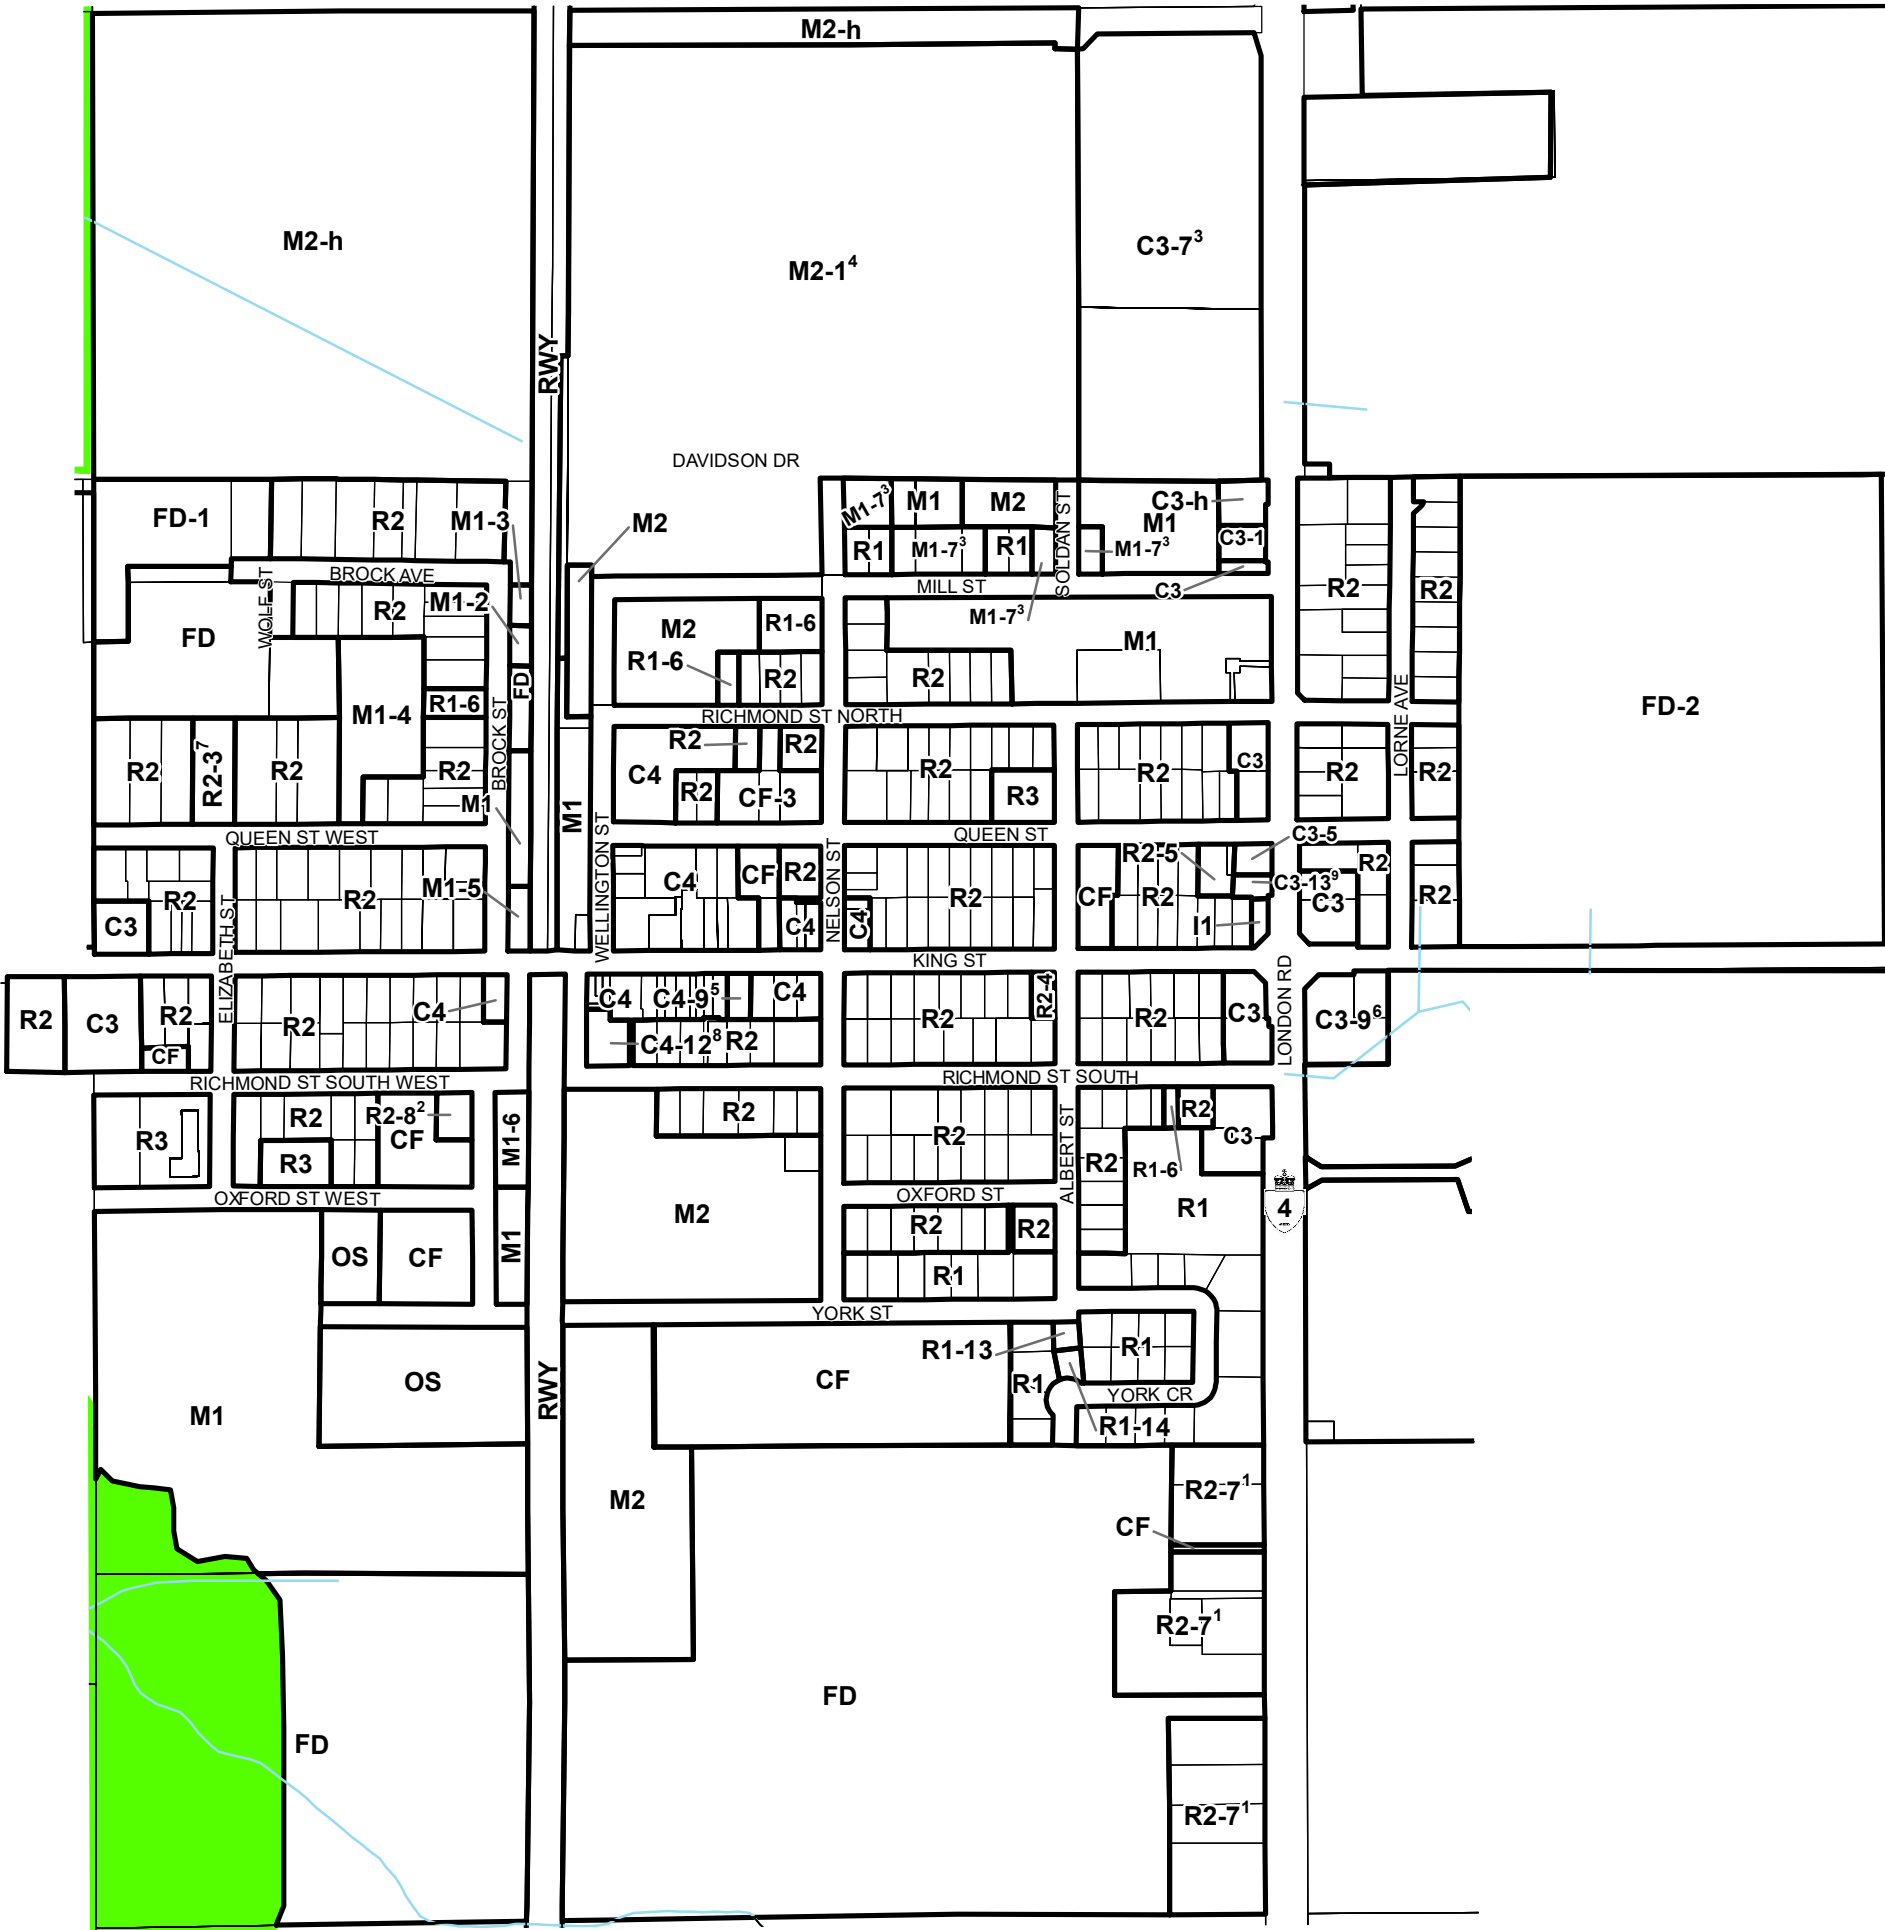 M2-h
M2-h
M2-1⁴
C3-7³
RWY
DAVIDSON DR
FD-1
R2
M1-3
M2
M1-7³
M1
M2
SOLDAN ST
C3-h
M1
R1
M1-7³
R1
M1-7³
C3-1
BROCK AVE
MILL ST
C3
WOLFE ST
R2
M1-2
M1-7³
R2
R2
FD
M2
R1-6
M1
R1-6
R2
R2
FD
R1-6
M1-4
FD-2
BROCK ST
RICHMOND ST NORTH
LORNE AVE
R2
R2-3⁷
R2
R2
M1
M1
C4
R2
R2
R2
CF-3
R2
R3
R2
C3
R2
R2
QUEEN ST WEST
WELLINGTON ST
NELSON ST
QUEEN ST
C3-5
R2
C3
ELIZABETH ST
R2
M1-5
C4
CF
R2
C4
C4
R2
CF
R2-5
R2
C3-13⁹
I1
R2
C3
R2
KING ST
LONDON RD
R2
C3
R2
CF
R2
C4
C4
C4-9⁵
C4
C4-12⁸
R2
R2
R2-4
R2
C3
C3-9⁶
RICHMOND ST SOUTH WEST
RICHMOND ST SOUTH
R3
R2
R3
R2-8²
CF
M1-6
R2
R2
ALBERT ST
R2
R2
C3
R1-6
OXFORD ST WEST
OXFORD ST
M2
R1
4
OS
CF
M1
R2
R2
R1
YORK ST
R1-13
R1
OS
RWY
CF
R1
YORK CR
M1
R1-14
M2
R2-7¹
CF
R2-7¹
FD
FD
R2-7¹